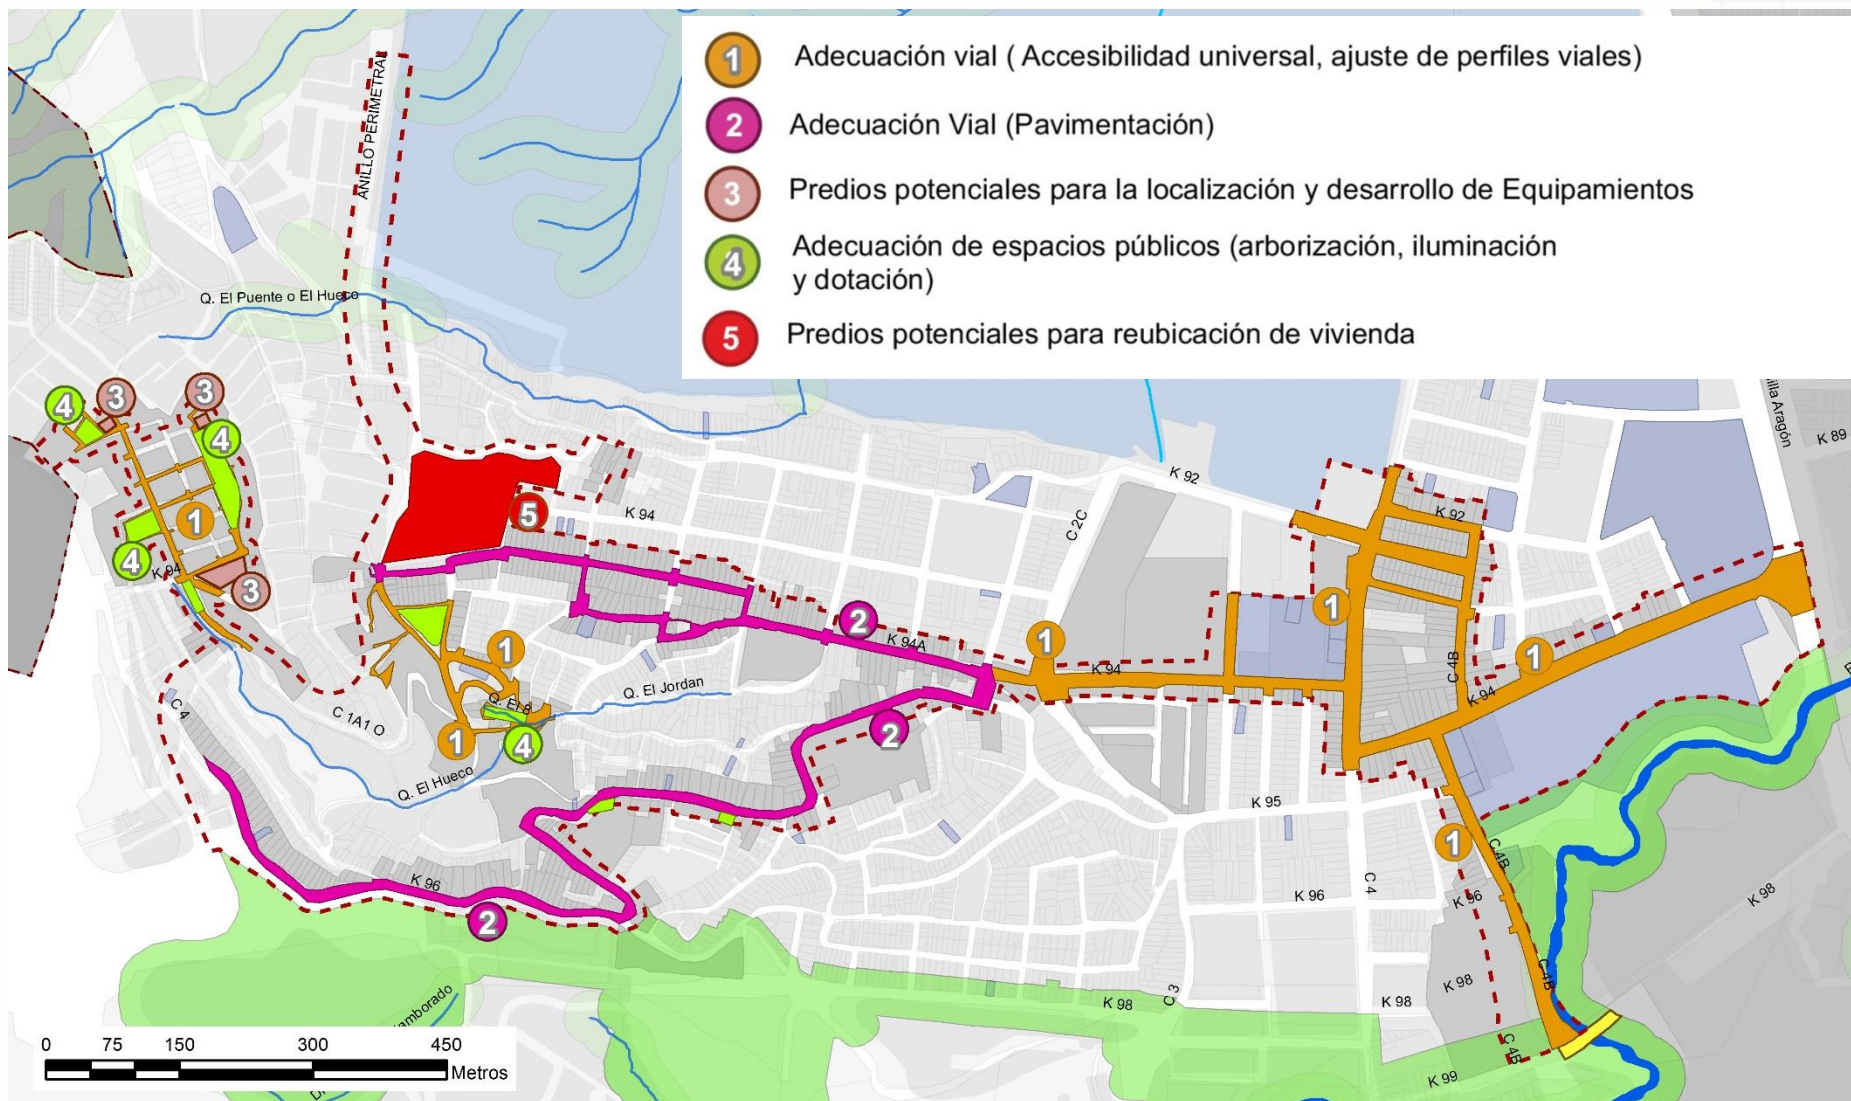 1 Adecuación vial ( Accesibilidad universal, ajuste de perfiles viales)
2 Adecuación Vial (Pavimentación)
3 Predios potenciales para la localización y desarrollo de Equipamientos
4 Adecuación de espacios públicos (arborización, iluminación
y dotación)
5 Predios potenciales para reubicación de vivienda
ANILLO PERIMETRAL
Q. El Puente o El Hueco
Aragón
K 89
4
3
3
4
1
4
K 94
3
5
K 94
C 2C
K 92
K 92
1
2
K 94A
1
K 94
C 4B
1
K 94
1
Q. El Jordan
C 4
C 1A1 O
Q. El 8
1
4
2
Q. El Hueco
K 95
1
C 4B
K 96
2
K 96
C 4
K 96
K 98
C 4B
K 98
K 98
C 3
K 98
C 4B
K 99
0 75 150 300 450
Metros